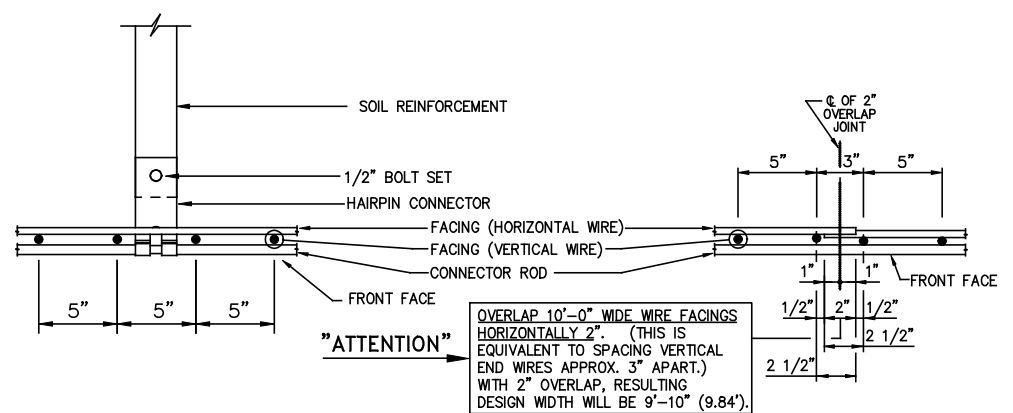 SOIL REINFORCEMENT
1/2" BOLT SET
HAIRPIN CONNECTOR
FACING (HORIZONTAL WIRE)
FACING (VERTICAL WIRE)
CONNECTOR ROD
FRONT FACE
5" 5" 5"
℄ OF 2"
OVERLAP
JOINT
5" 3" 5"
1" 1"
FRONT FACE
1/2" 2" 1/2"
2 1/2"
2 1/2"
"ATTENTION"
OVERLAP 10'-0" WIDE WIRE FACINGS
HORIZONTALLY 2". (THIS IS
EQUIVALENT TO SPACING VERTICAL
END WIRES APPROX. 3" APART.)
WITH 2" OVERLAP, RESULTING
DESIGN WIDTH WILL BE 9'-10" (9.84').